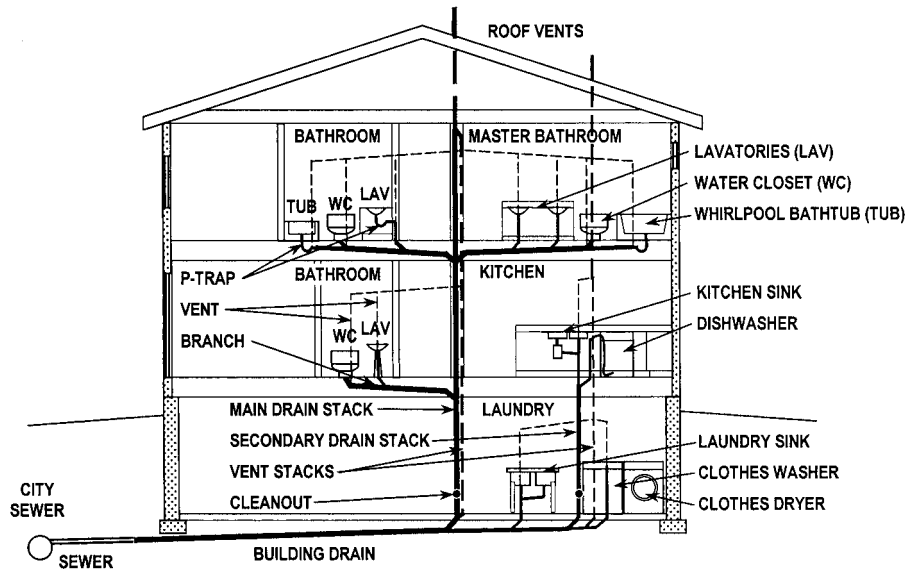 ROOF VENTS
BATHROOM
MASTER BATHROOM
LAVATORIES (LAV)
WATER CLOSET (WC)
WHIRLPOOL BATHTUB (TUB)
TUB
WC
LAV
P-TRAP
BATHROOM
KITCHEN
VENT
WC
LAV
BRANCH
KITCHEN SINK
DISHWASHER
MAIN DRAIN STACK
LAUNDRY
SECONDARY DRAIN STACK
VENT STACKS
CLEANOUT
LAUNDRY SINK
CLOTHES WASHER
CLOTHES DRYER
CITY
SEWER
SEWER
BUILDING DRAIN